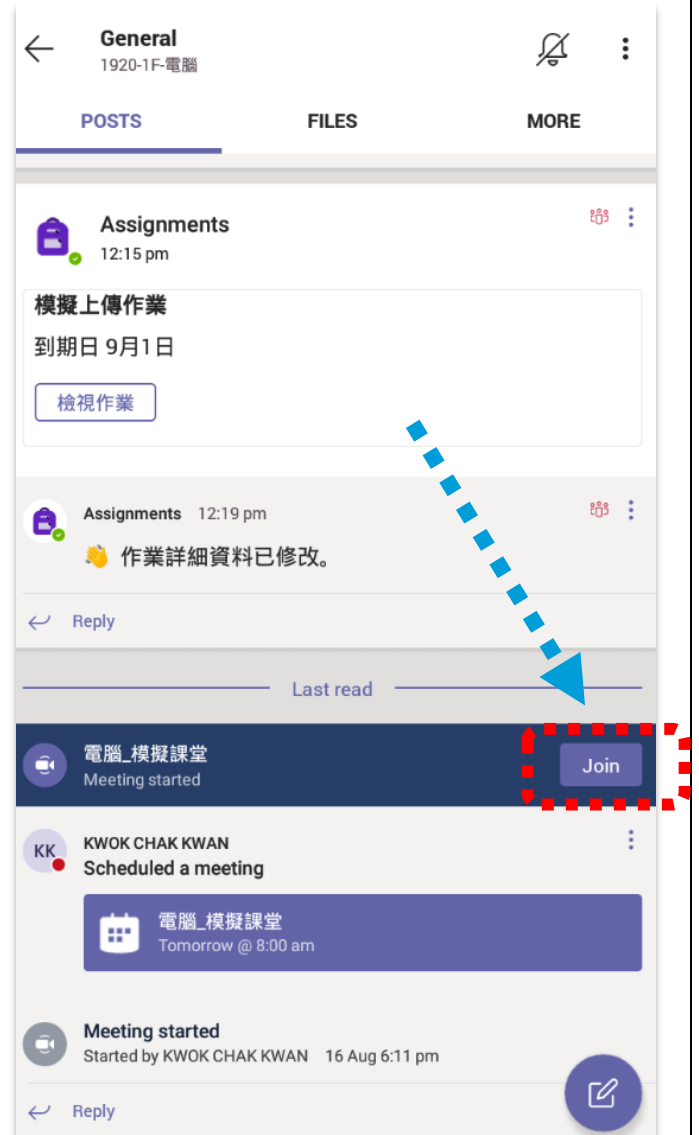 General
1920-1F-電腦
POSTS
FILES
MORE
Assignments
12:15 pm
模擬上傳作業
到期日 9月1日
檢視作業
Assignments 12:19 pm
👋 作業詳細資料已修改。
Reply
Last read
電腦_模擬課堂
Meeting started
Join
KK
KWOK CHAK KWAN
Scheduled a meeting
電腦_模擬課堂
Tomorrow @ 8:00 am
Meeting started
Started by KWOK CHAK KWAN 16 Aug 6:11 pm
Reply